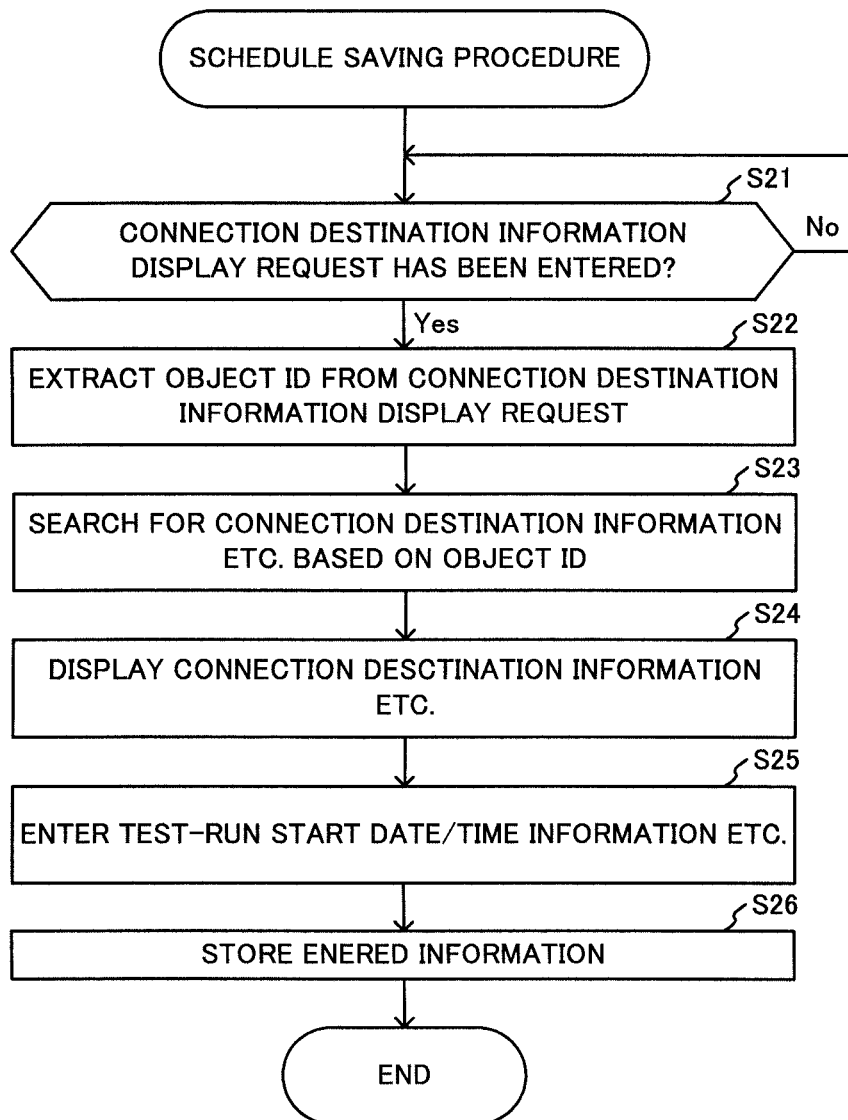 SCHEDULE SAVING PROCEDURE
S21
CONNECTION DESTINATION INFORMATION
DISPLAY REQUEST HAS BEEN ENTERED?
No
Yes
S22
EXTRACT OBJECT ID FROM CONNECTION DESTINATION
INFORMATION DISPLAY REQUEST
S23
SEARCH FOR CONNECTION DESTINATION INFORMATION
ETC. BASED ON OBJECT ID
S24
DISPLAY CONNECTION DESCTINATION INFORMATION
ETC.
S25
ENTER TEST-RUN START DATE/TIME INFORMATION ETC.
S26
STORE ENERED INFORMATION
END